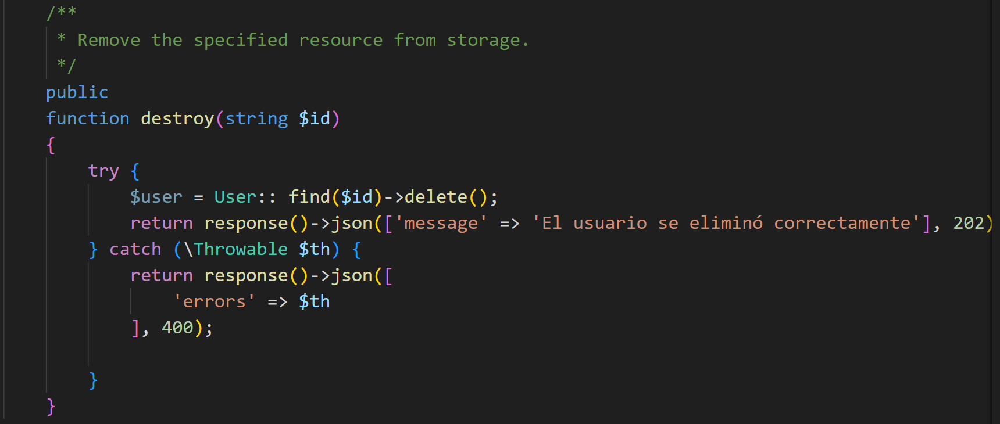 /**
* Remove the specified resource from storage.
*/
public
function destroy(string $id)
{
try {
$user = User:: find($id)->delete();
return response()->json(['message' => 'El usuario se eliminó correctamente'], 202)
} catch (\Throwable $th) {
return response()->json([
'errors' => $th
], 400);
}
}